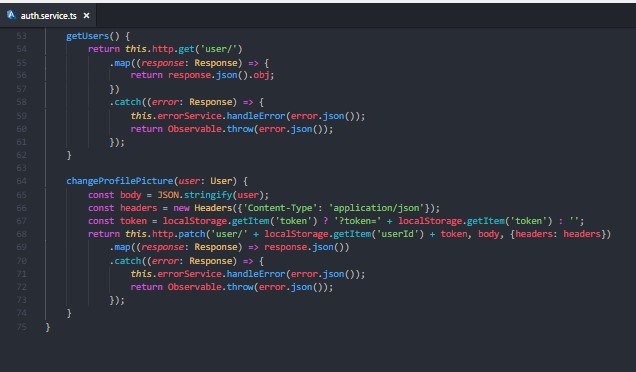 auth.service.ts ×
53 getUsers() {
54 return this.http.get('user/')
55 .map((response: Response) => {
56 return response.json().obj;
57 })
58 .catch((error: Response) => {
59 this.errorService.handleError(error.json());
60 return Observable.throw(error.json());
61 });
62 }
63
64 changeProfilePicture(user: User) {
65 const body = JSON.stringify(user);
66 const headers = new Headers({'Content-Type': 'application/json'});
67 const token = localStorage.getItem('token') ? '?token=' + localStorage.getItem('token') : '';
68 return this.http.patch('user/' + localStorage.getItem('userId') + token, body, {headers: headers})
69 .map((response: Response) => response.json())
70 .catch((error: Response) => {
71 this.errorService.handleError(error.json());
72 return Observable.throw(error.json());
73 });
74 }
75 }